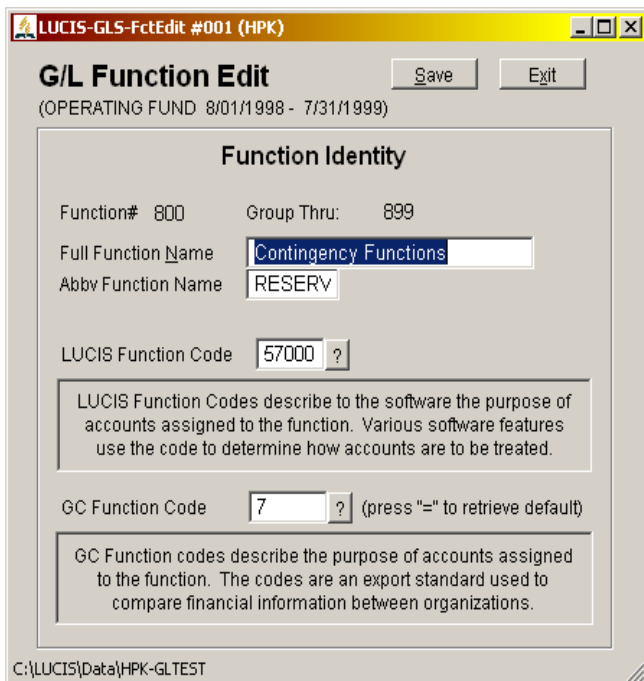 LUCIS-GLS-FctEdit #001 (HPK)
G/L Function Edit Save Exit
(OPERATING FUND 8/01/1998 - 7/31/1999)
Function Identity
Function# 800 Group Thru: 899
Full Function Name Contingency Functions
Abbv Function Name RESERV
LUCIS Function Code 57000 ?
LUCIS Function Codes describe to the software the purpose of
accounts assigned to the function. Various software features
use the code to determine how accounts are to be treated.
GC Function Code 7 ? (press "=" to retrieve default)
GC Function codes describe the purpose of accounts assigned
to the function. The codes are an export standard used to
compare financial information between organizations.
C:\LUCIS\Data\HPK-GLTEST